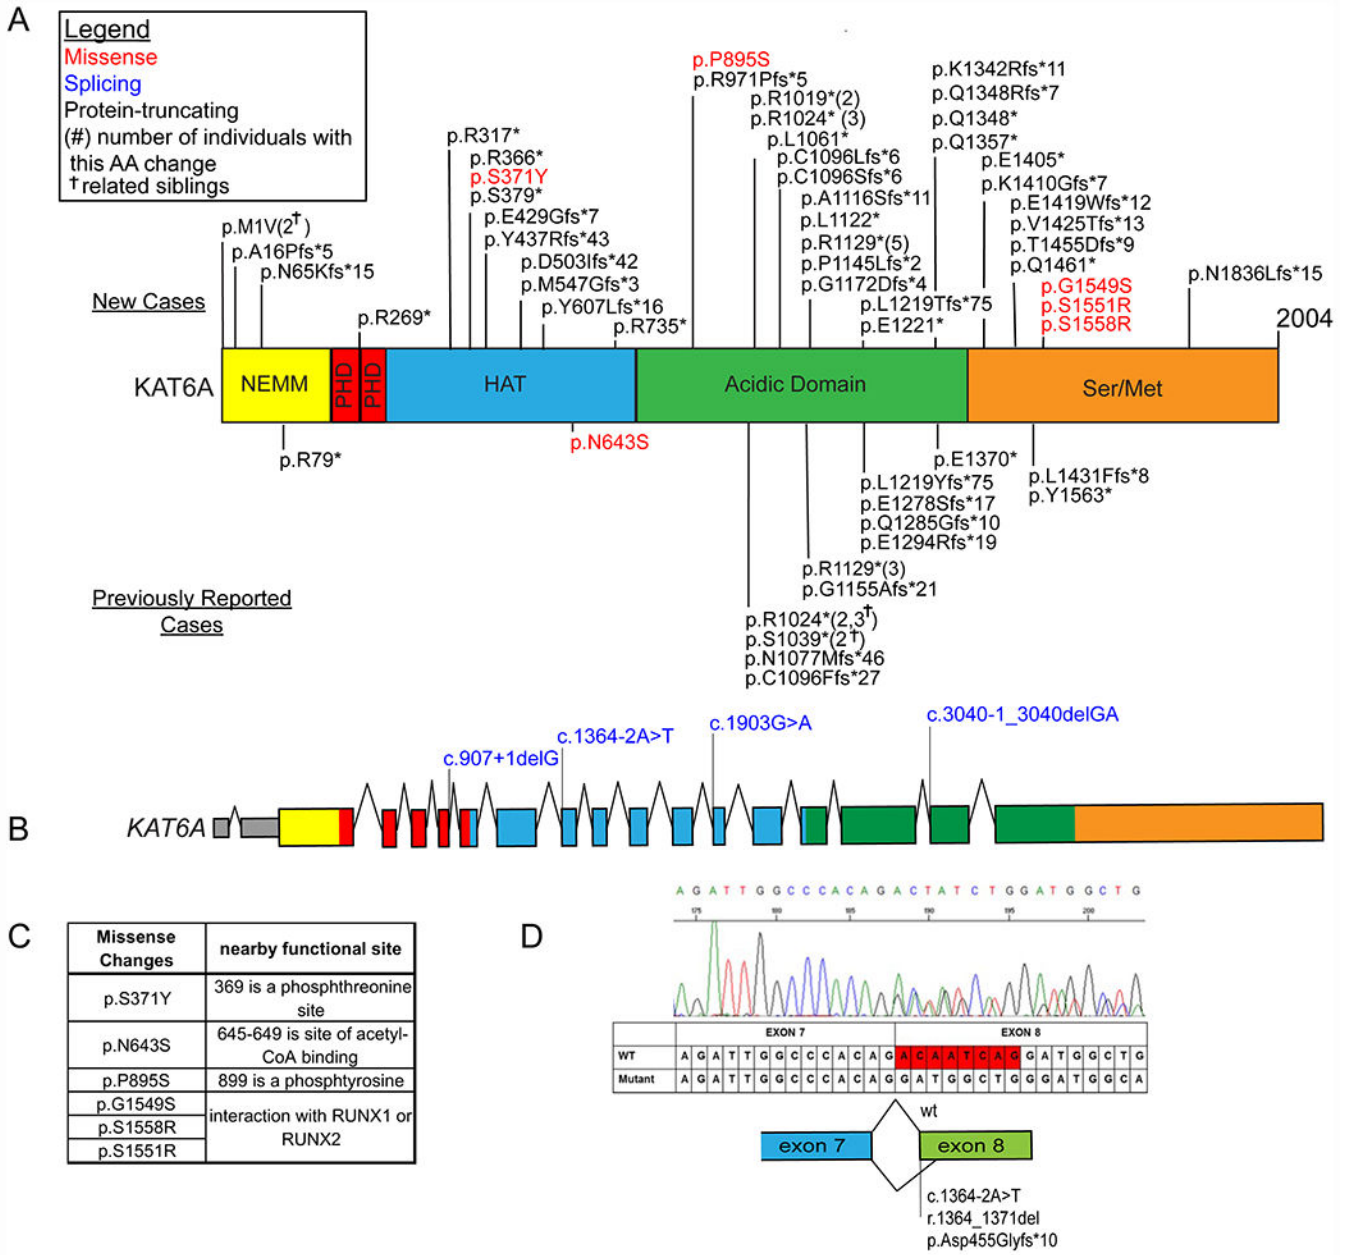 A
Legend
Missense
Splicing
Protein-truncating
(#) number of individuals with
this AA change
†related siblings
p.M1V(2†)
p.A16Pfs*5
p.N65Kfs*15
New Cases
p.R269*
p.R317*
p.R366*
p.S371Y
p.S379*
p.E429Gfs*7
p.Y437Rfs*43
p.D503Ifs*42
p.M547Gfs*3
p.Y607Lfs*16
p.R735*
p.P895S
p.R971Pfs*5
p.R1019*(2)
p.R1024* (3)
p.L1061*
p.C1096Lfs*6
p.C1096Sfs*6
p.A1116Sfs*11
p.L1122*
p.R1129*(5)
p.P1145Lfs*2
p.G1172Dfs*4
p.L1219Tfs*75
p.E1221*
p.K1342Rfs*11
p.Q1348Rfs*7
p.Q1348*
p.Q1357*
p.E1405*
p.K1410Gfs*7
p.E1419Wfs*12
p.V1425Tfs*13
p.T1455Dfs*9
p.Q1461*
p.G1549S
p.S1551R
p.S1558R
p.N1836Lfs*15
2004
KAT6A
NEMM
PHD
PHD
HAT
Acidic Domain
Ser/Met
p.R79*
p.N643S
p.E1370*
p.L1431Ffs*8
p.Y1563*
p.L1219Yfs*75
p.E1278Sfs*17
p.Q1285Gfs*10
p.E1294Rfs*19
p.R1129*(3)
p.G1155Afs*21
Previously Reported
Cases
p.R1024*(2,3†)
p.S1039*(2†)
p.N1077Mfs*46
p.C1096Ffs*27
B
c.907+1delG
c.1364-2A>T
c.1903G>A
c.3040-1_3040delGA
KAT6A
C
Missense Changes nearby functional site
p.S371Y 369 is a phosphthreonine site
p.N643S 645-649 is site of acetyl-CoA binding
p.P895S 899 is a phosphtyrosine
p.G1549S interaction with RUNX1 or RUNX2
p.S1558R
p.S1551R
D
A G A T T G G C C C A C A G A C T A T C T G G A T G G C T G
175 180 185 190 195 200
EXON 7 EXON 8
WT A G A T T G G C C C A C A G A C A A T C A G G A T G G C T G
Mutant A G A T T G G C C C A C A G G A T G G C T G G G A T G G C A
wt
exon 7 exon 8
c.1364-2A>T
r.1364_1371del
p.Asp455Glyfs*10